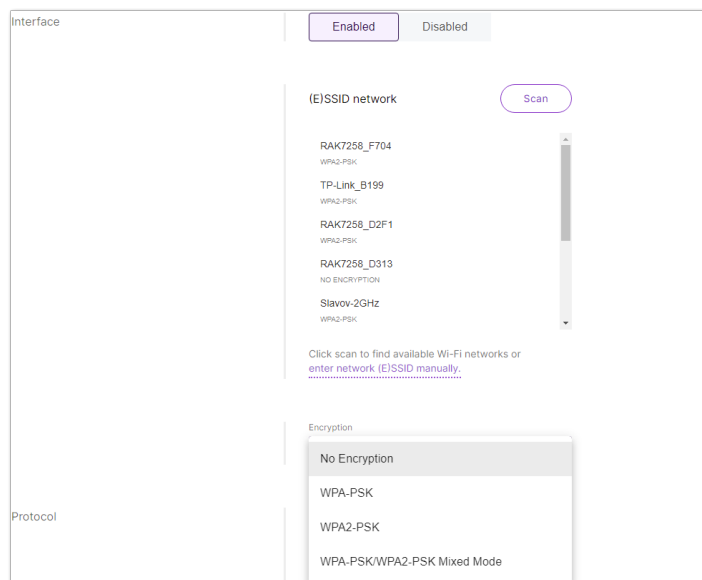 Interface
Enabled
Disabled
(E)SSID network
Scan
RAK7258_F704
WPA2-PSK
TP-Link_B199
WPA2-PSK
RAK7258_D2F1
WPA2-PSK
RAK7258_D313
NO ENCRYPTION
Slavov-2GHz
WPA2-PSK
Click scan to find available Wi-Fi networks or
enter network (E)SSID manually.
Encryption
No Encryption
WPA-PSK
WPA2-PSK
Protocol
WPA-PSK/WPA2-PSK Mixed Mode